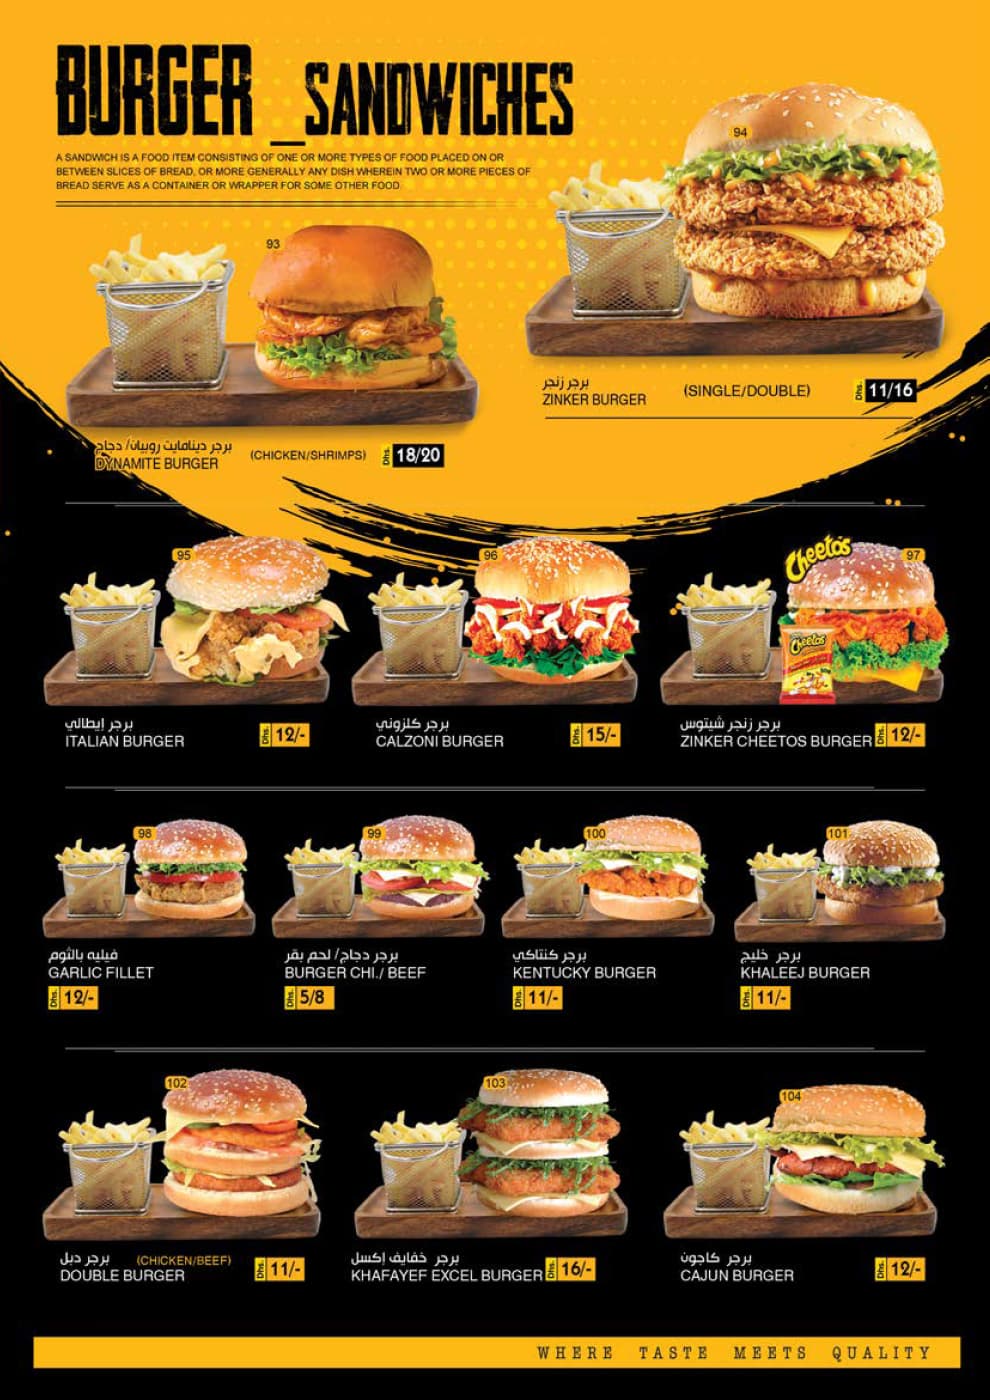 BURGER _SANDWICHES
A SANDWICH IS A FOOD ITEM CONSISTING OF ONE OR MORE TYPES OF FOOD PLACED ON OR
BETWEEN SLICES OF BREAD, OR MORE GENERALLY ANY DISH WHEREIN TWO OR MORE PIECES OF
BREAD SERVE AS A CONTAINER OR WRAPPER FOR SOME OTHER FOOD.
94
93
برجر زنجر
ZINKER BURGER (SINGLE/DOUBLE) Dhs. 11/16
برجر دينامايت روبيان/ دجاج
DYNAMITE BURGER (CHICKEN/SHRIMPS) Dhs. 18/20
95
96
Cheetos 97
Cheetos
برجر إيطالي
ITALIAN BURGER Dhs. 12/-
برجر كلزوني
CALZONI BURGER Dhs. 15/-
برجر زنجر شيتوس
ZINKER CHEETOS BURGER Dhs. 12/-
98
99
100
101
فيليه بالثوم
GARLIC FILLET
Dhs. 12/-
برجر دجاج/ لحم بقر
BURGER CHI./ BEEF
Dhs. 5/8
برجر كنتاكي
KENTUCKY BURGER
Dhs. 11/-
برجر خليج
KHALEEJ BURGER
Dhs. 11/-
102
103
104
برجر دبل (CHICKEN/BEEF)
DOUBLE BURGER Dhs. 11/-
برجر خفايف إكسل
KHAFAYEF EXCEL BURGER Dhs. 16/-
برجر كاجون
CAJUN BURGER Dhs. 12/-
WHERE TASTE MEETS QUALITY